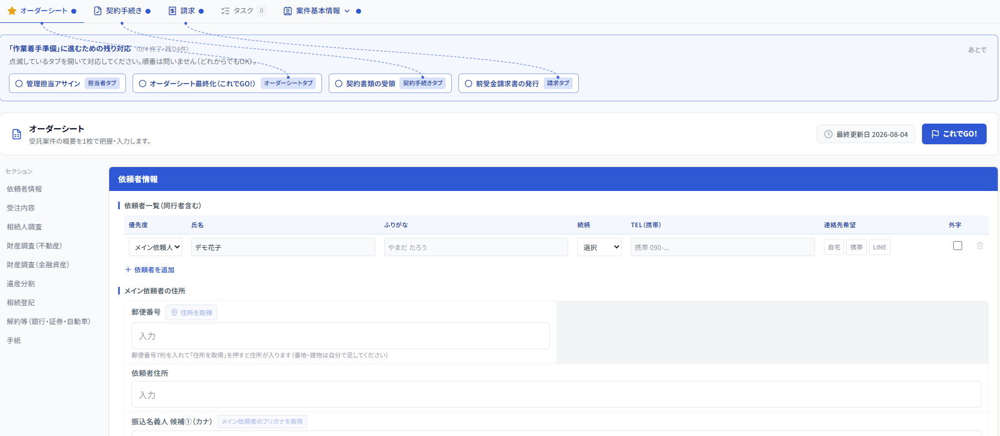 オーダーシート 契約手続き 請求 タスク 0 案件基本情報
「作業着手準備」に進むための残り対応 （0/4 完了・残り4件） あとで
点滅しているタブを開いて対応してください。順番は問いません（どれからでもOK）。
管理担当アサイン 担当者タブ オーダーシート最終化（これでGO!） オーダーシートタブ 契約書類の受領 契約手続きタブ 前受金請求書の発行 請求タブ
オーダーシート
受託案件の概要を1枚で把握・入力します。
最終更新日 2026-08-04 これでGO!
セクション
依頼者情報
受注内容
相続人調査
財産調査（不動産）
財産調査（金融資産）
遺産分割
相続登記
解約等（銀行・証券・自動車）
手紙
依頼者情報
依頼者一覧（同行者含む）
優先度 氏名 ふりがな 続柄 TEL（携帯） 連絡先希望 外字
メイン依頼人 デモ花子 やまだ たろう 選択 携帯 090-... 自宅 携帯 LINE
依頼者を追加
メイン依頼者の住所
郵便番号 住所を取得
入力
郵便番号7桁を入れて「住所を取得」を押すと住所が入ります（番地・建物は自分で足してください）
依頼者住所
入力
振込名義人 候補①（カナ） メイン依頼者のフリガナを取得